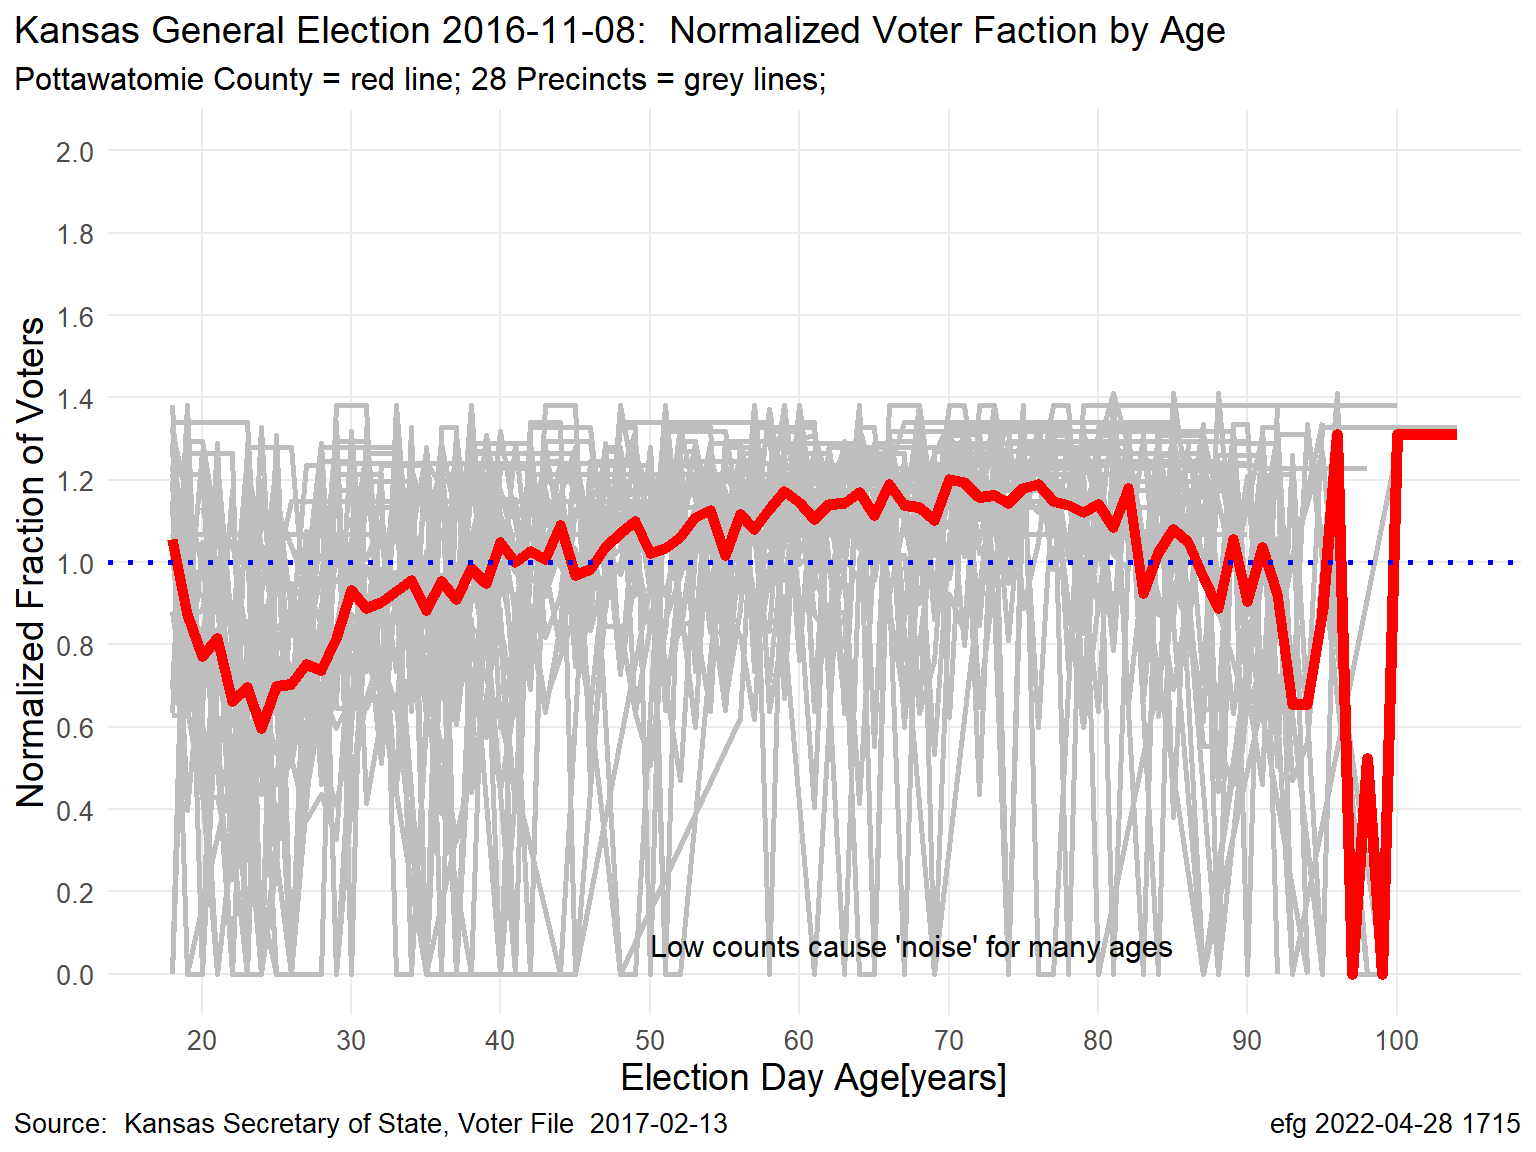 Kansas General Election 2016-11-08:  Normalized Voter Faction by Age
Pottawatomie County = red line; 28 Precincts = grey lines;
Normalized Fraction of Voters
2.0
1.8
1.6
1.4
1.2
1.0
0.8
0.6
0.4
0.2
0.0
Low counts cause 'noise' for many ages
20 30 40 50 60 70 80 90 100
Election Day Age[years]
Source:  Kansas Secretary of State, Voter File  2017-02-13
efg 2022-04-28 1715